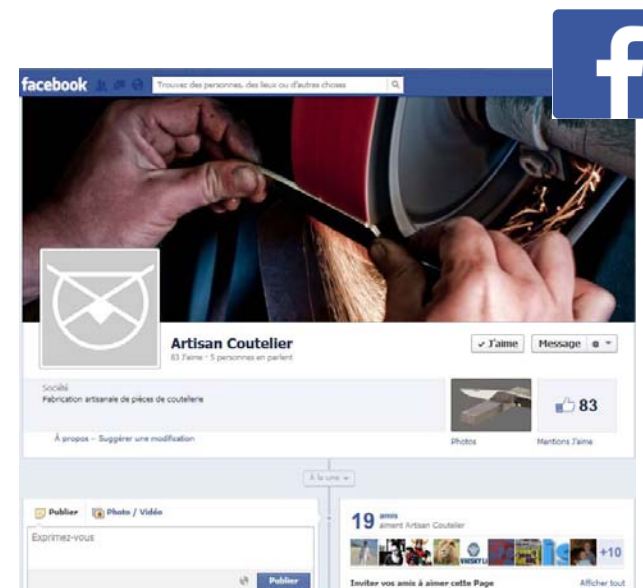 f
facebook Trouvez des personnes, des lieux ou d'autres choses
Artisan Coutelier
83 J'aime · 5 personnes en parlent
✓ J'aime
Message
Société
Fabrication artisanale de pièces de coutellerie
83
À propos – Suggérer une modification
Photos
Mentions J'aime
À la une
Publier
Photo / Vidéo
Exprimez-vous
Publier
19 amis
aiment Artisan Coutelier
+10
Inviter vos amis à aimer cette Page
Afficher tout